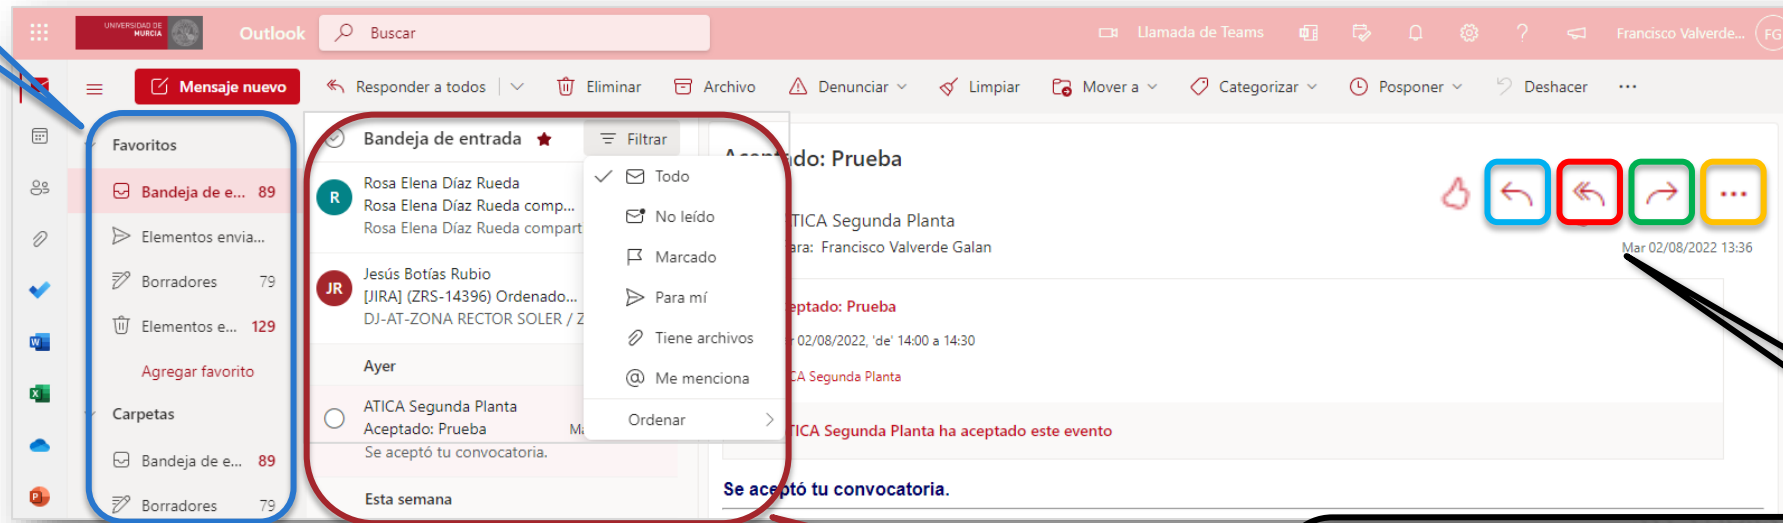 UNIVERSIDAD DE
MURCIA
Outlook
Buscar
Llamada de Teams
Francisco Valverde...
FG
Mensaje nuevo
Responder a todos
Eliminar
Archivo
Denunciar
Limpiar
Mover a
Categorizar
Posponer
Deshacer
Favoritos
Bandeja de e... 89
Elementos envia...
Borradores 79
Elementos e... 129
Agregar favorito
Carpetas
Bandeja de e... 89
Borradores 79
Bandeja de entrada
Filtrar
R
Rosa Elena Díaz Rueda
Rosa Elena Díaz Rueda comp...
Rosa Elena Díaz Rueda compart
JR
Jesús Botías Rubio
[JIRA] (ZRS-14396) Ordenado...
DJ-AT-ZONA RECTOR SOLER / Z
Ayer
ATICA Segunda Planta
Aceptado: Prueba
Se aceptó tu convocatoria.
Esta semana
Todo
No leído
Marcado
Para mí
Tiene archivos
Me menciona
Ordenar
Aceptado: Prueba
TICA Segunda Planta
ara: Francisco Valverde Galan
Mar 02/08/2022 13:36
eptado: Prueba
02/08/2022, 'de' 14:00 a 14:30
CA Segunda Planta
TICA Segunda Planta ha aceptado este evento
Se aceptó tu convocatoria.